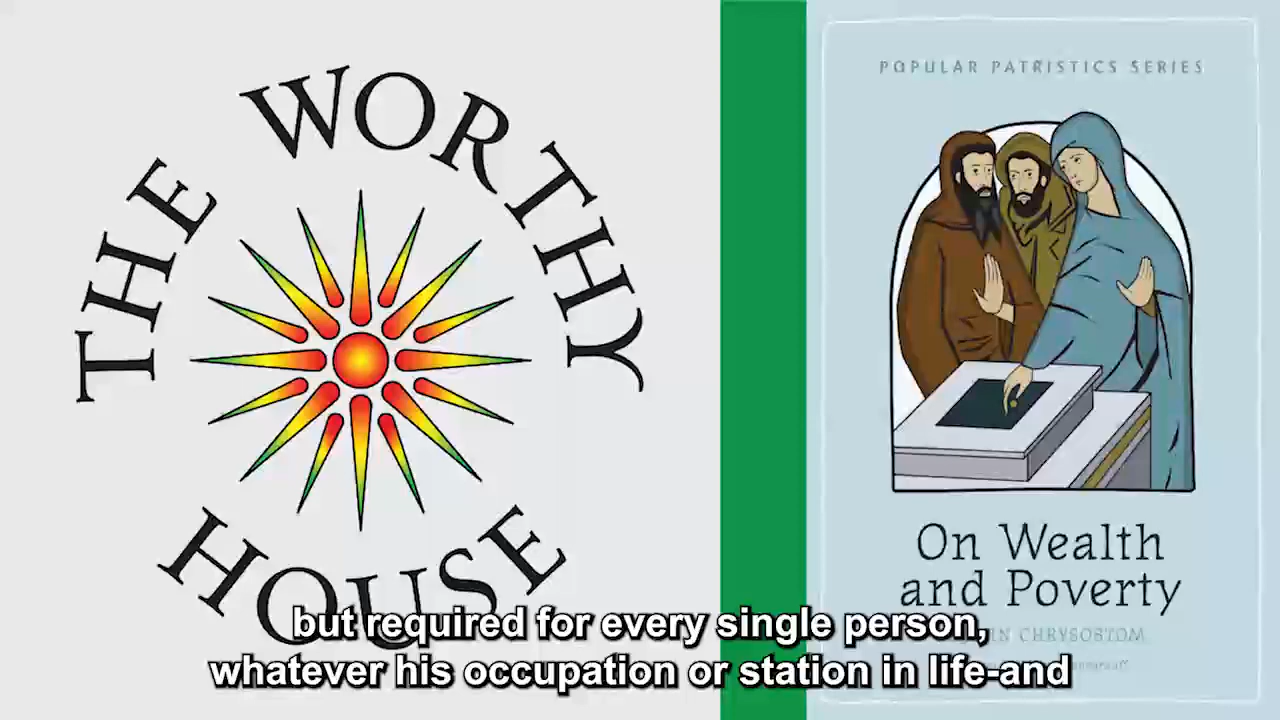 THE WORTHY
HOUSE
POPULAR PATRISTICS SERIES
On Wealth
and Poverty
CHRYSOSTOM
but required for every single person,
whatever his occupation or station in life-and